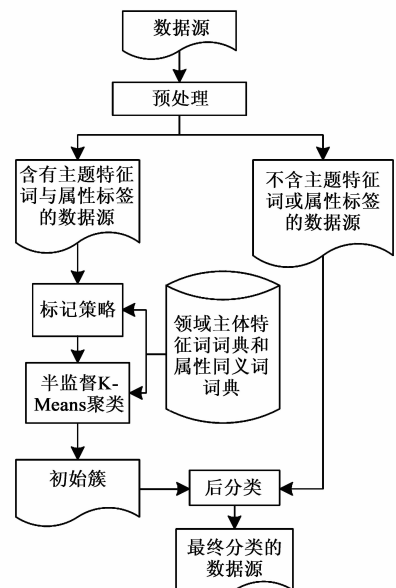 数据源
预处理
含有主题特征
词与属性标签
的数据源
不含主题特征
词或属性标签
的数据源
标记策略
领域主体特
征词词典和
属性同义词
词典
半监督K-
Means聚类
初始簇
后分类
最终分类的
数据源